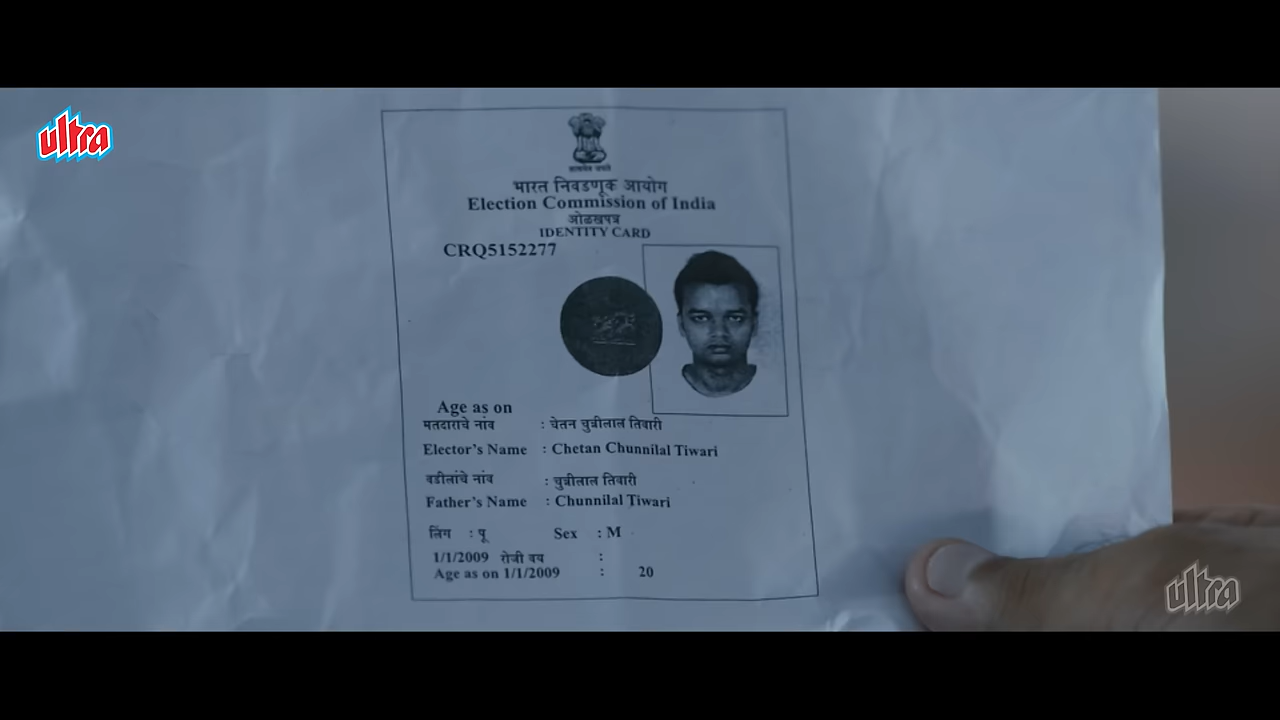 ultra
भारत निवडणूक आयोग
Election Commission of India
ओळखपत्र
IDENTITY CARD
CRQ5152277
Age as on
मतदाराचे नांव : चेतन चुन्नीलाल तिवारी
Elector's Name : Chetan Chunnilal Tiwari
वडीलांचे नांव : चुन्नीलाल तिवारी
Father's Name : Chunnilal Tiwari
लिंग : पू Sex : M
1/1/2009 रोजी वय :
Age as on 1/1/2009 : 20
ultra